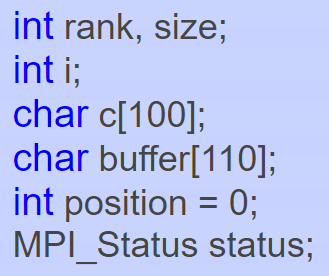 int rank, size;
int i;
char c[100];
char buffer[110];
int position = 0;
MPI_Status status;